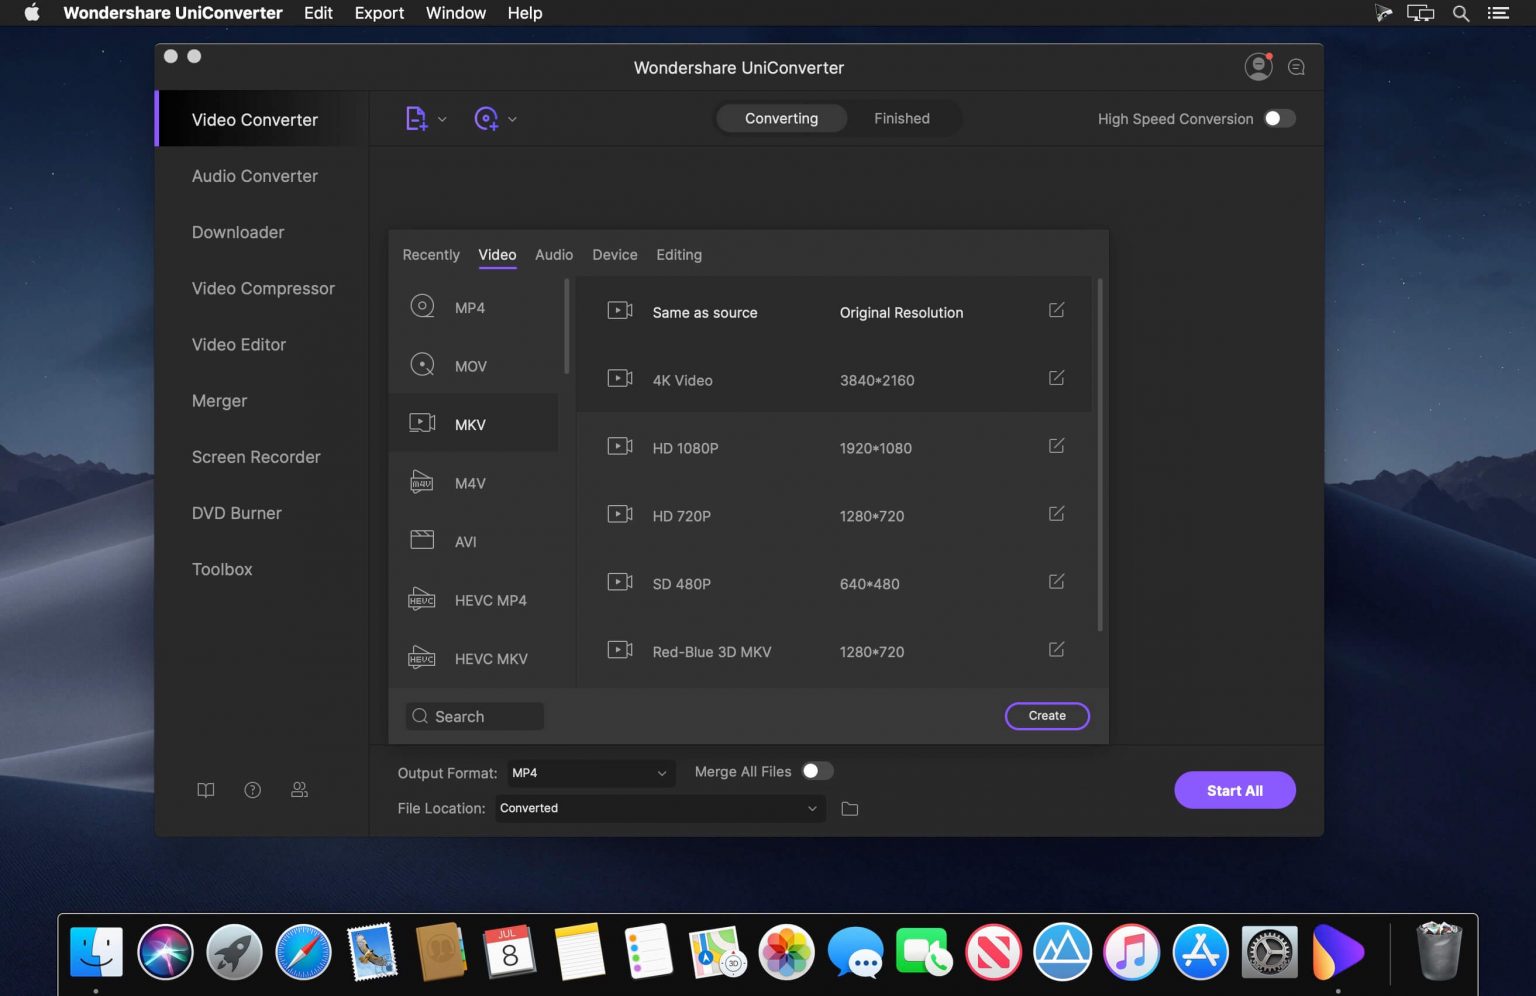 Wondershare UniConverter Edit Export Window Help
Wondershare UniConverter
Video Converter
Converting Finished
High Speed Conversion
Audio Converter
Downloader
Video Compressor
Video Editor
Merger
Screen Recorder
DVD Burner
Toolbox
Recently Video Audio Device Editing
MP4
MOV
MKV
M4V
M4V
AVI
HEVC HEVC MP4
HEVC HEVC MKV
Same as source Original Resolution
4K Video 3840*2160
HD 1080P 1920*1080
HD 720P 1280*720
SD 480P 640*480
Red-Blue 3D MKV 1280*720
Search
Create
Output Format: MP4 Merge All Files
File Location: Converted
Start All
JUL
8
3D